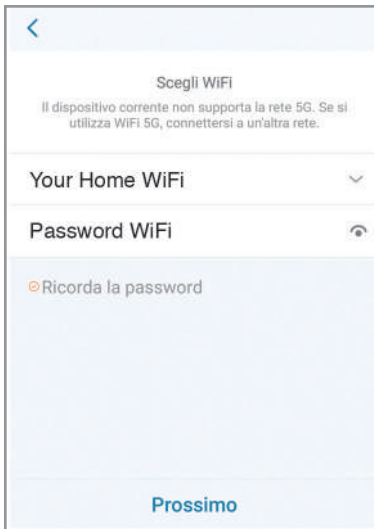 Scegli WiFi
Il dispositivo corrente non supporta la rete 5G. Se si
utilizza WiFi 5G, connettersi a un'altra rete.
Your Home WiFi
Password WiFi
Ricorda la password
Prossimo